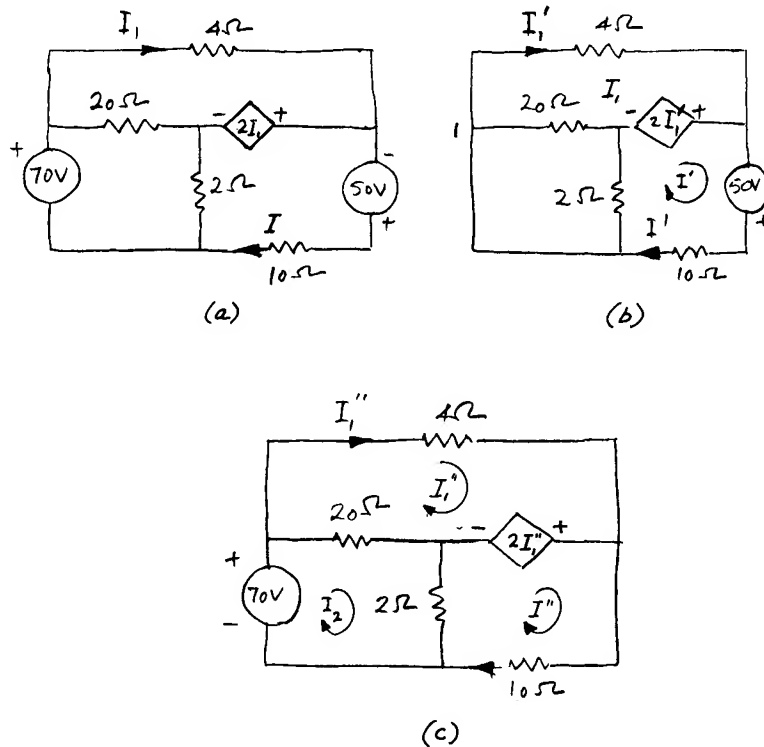 I₁ 4Ω
20Ω - 2I₁ +
+ 70V 2Ω - 50V +
I 10Ω
(a)
I₁' 4Ω
20Ω I₁ - 2I₁' +
1 2Ω I' 50V +
I' 10Ω
(b)
I₁'' 4Ω
I₁''
20Ω - 2I₁'' +
+ 70V - I₂ 2Ω I''
10Ω
(c)